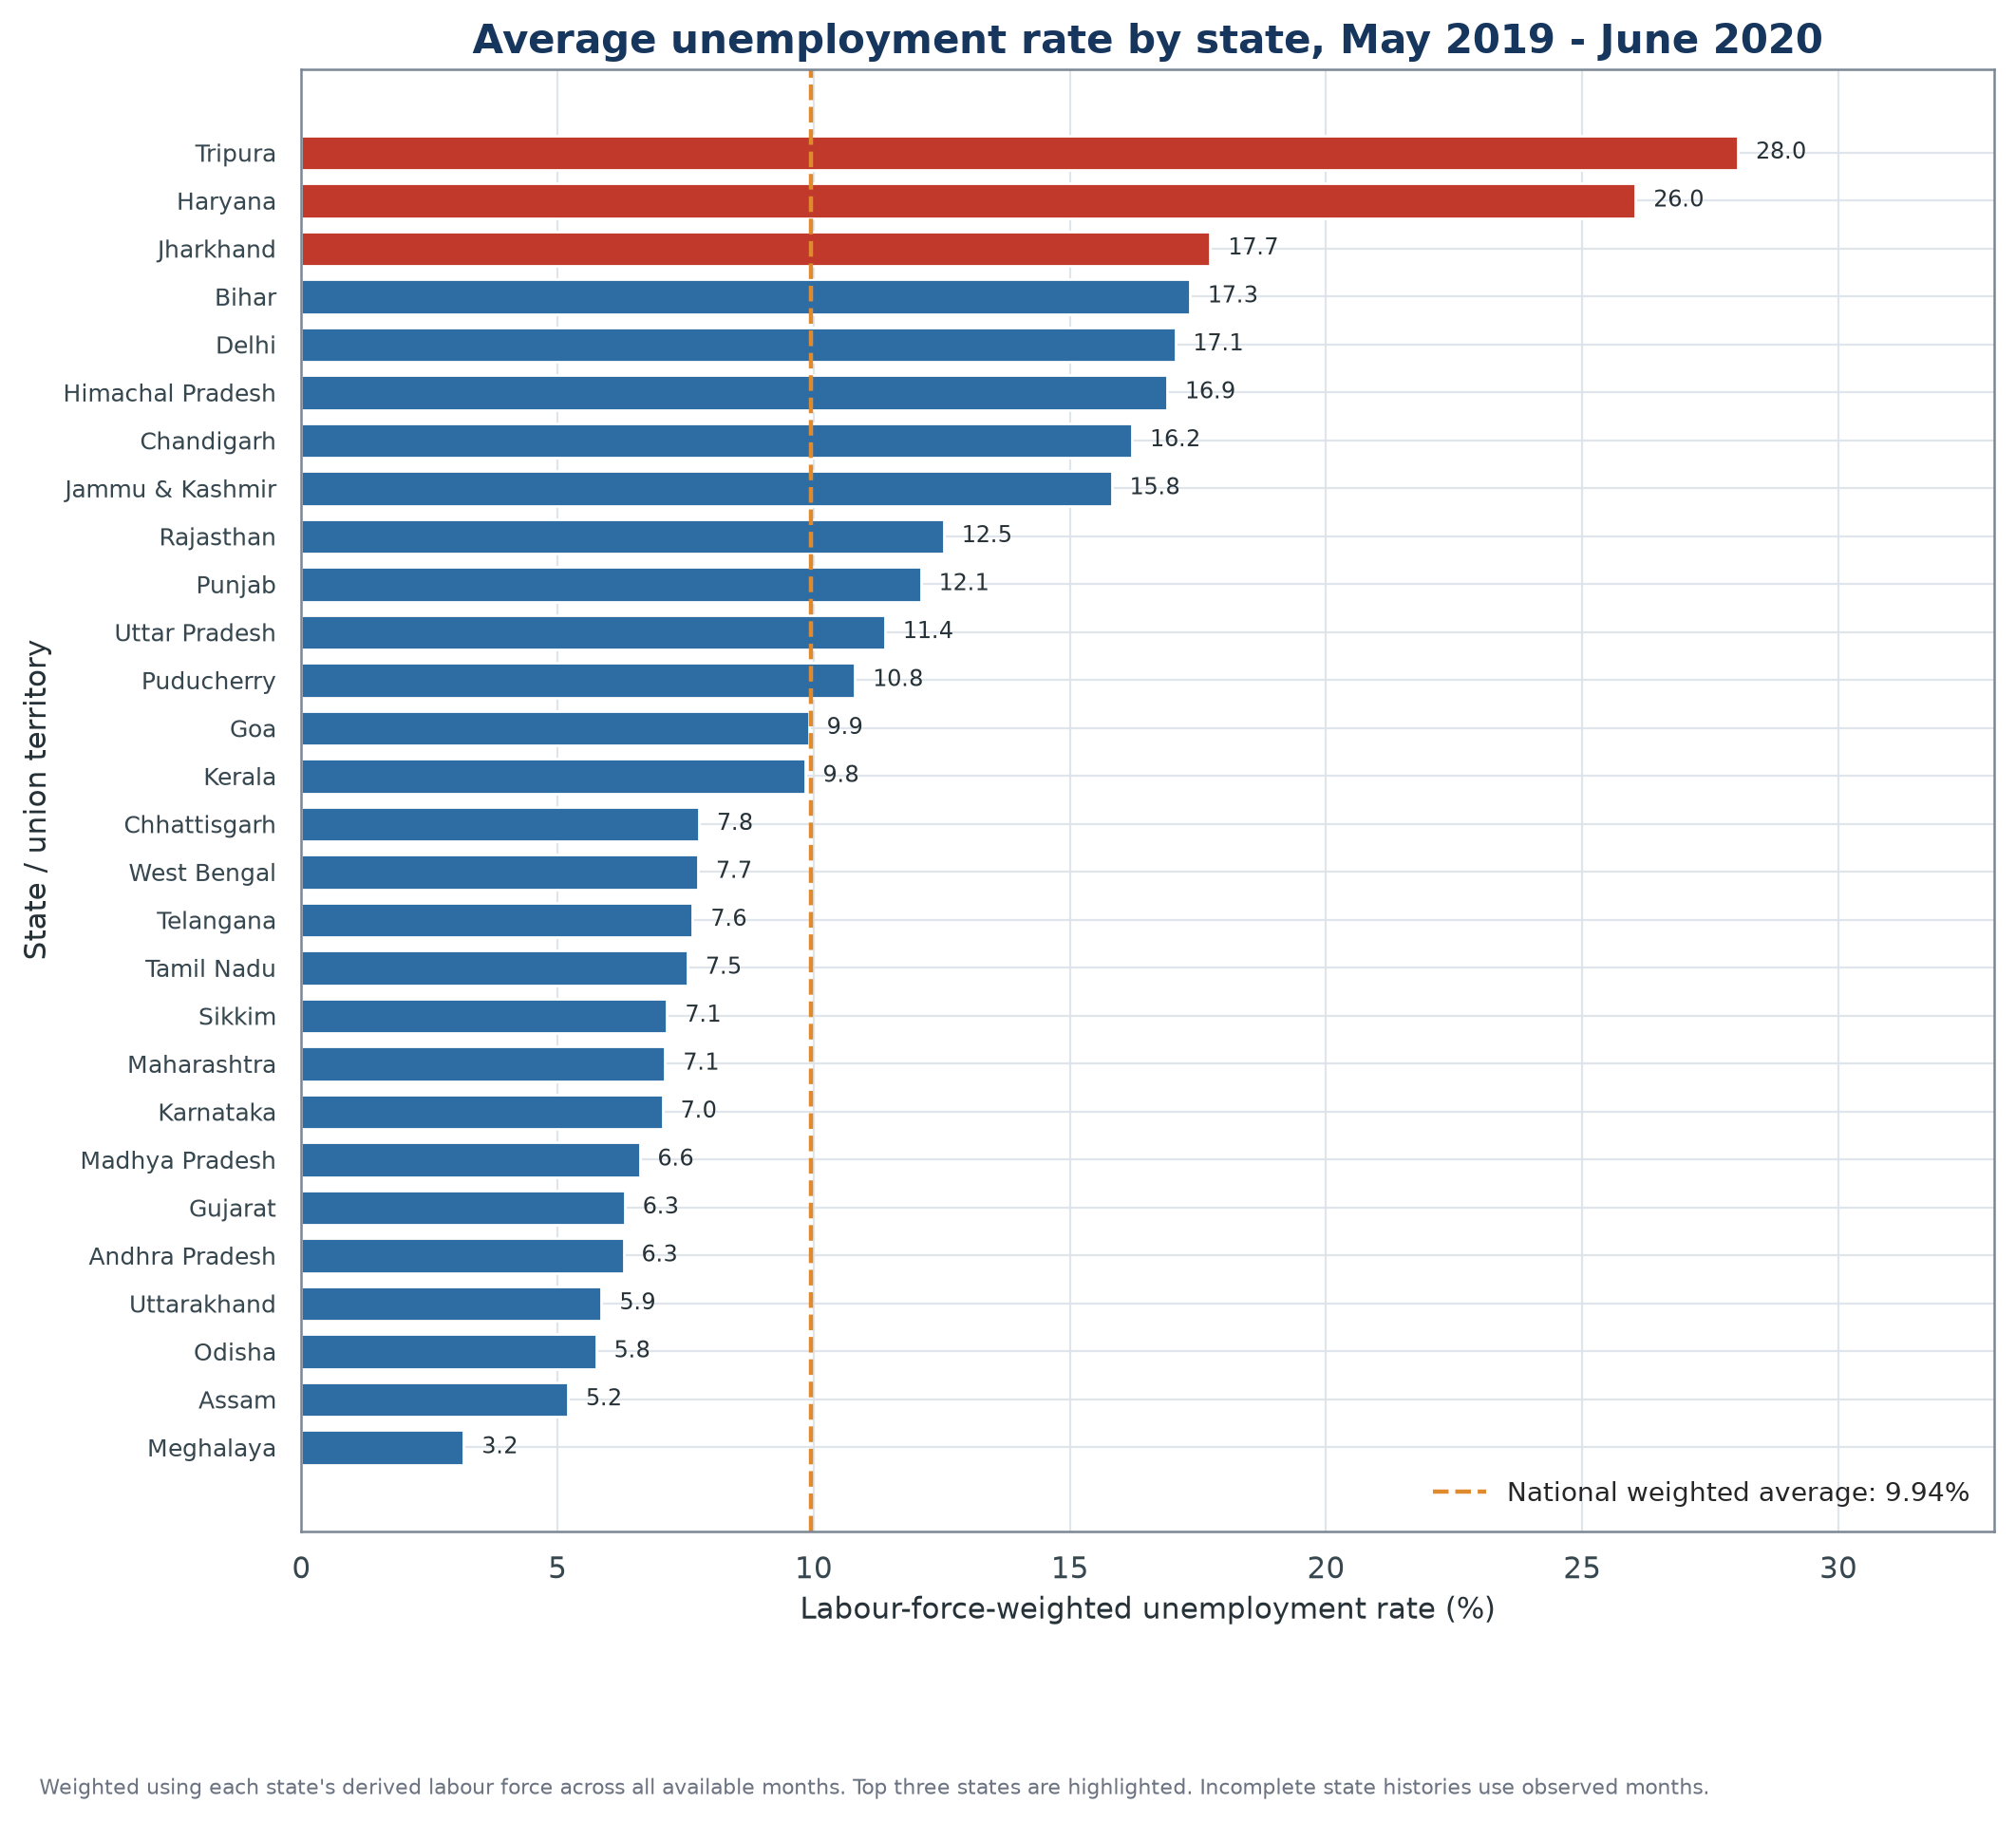 Average unemployment rate by state, May 2019 - June 2020
State / union territory
Tripura 28.0
Haryana 26.0
Jharkhand 17.7
Bihar 17.3
Delhi 17.1
Himachal Pradesh 16.9
Chandigarh 16.2
Jammu & Kashmir 15.8
Rajasthan 12.5
Punjab 12.1
Uttar Pradesh 11.4
Puducherry 10.8
Goa 9.9
Kerala 9.8
Chhattisgarh 7.8
West Bengal 7.7
Telangana 7.6
Tamil Nadu 7.5
Sikkim 7.1
Maharashtra 7.1
Karnataka 7.0
Madhya Pradesh 6.6
Gujarat 6.3
Andhra Pradesh 6.3
Uttarakhand 5.9
Odisha 5.8
Assam 5.2
Meghalaya 3.2
National weighted average: 9.94%
0 5 10 15 20 25 30
Labour-force-weighted unemployment rate (%)
Weighted using each state's derived labour force across all available months. Top three states are highlighted. Incomplete state histories use observed months.